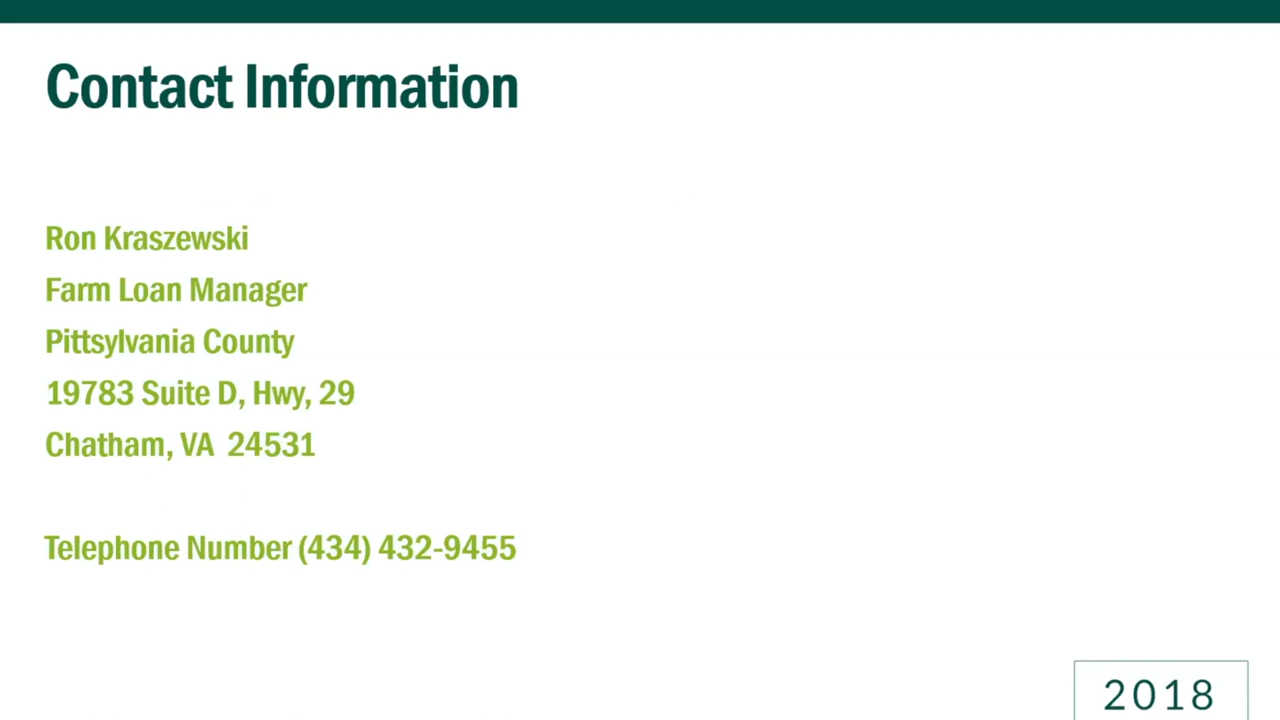 Contact Information
Ron Kraszewski
Farm Loan Manager
Pittsylvania County
19783 Suite D, Hwy, 29
Chatham, VA  24531
Telephone Number (434) 432-9455
2018